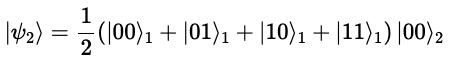 |ψ₂⟩ = 1/2 (|00⟩₁ + |01⟩₁ + |10⟩₁ + |11⟩₁) |00⟩₂